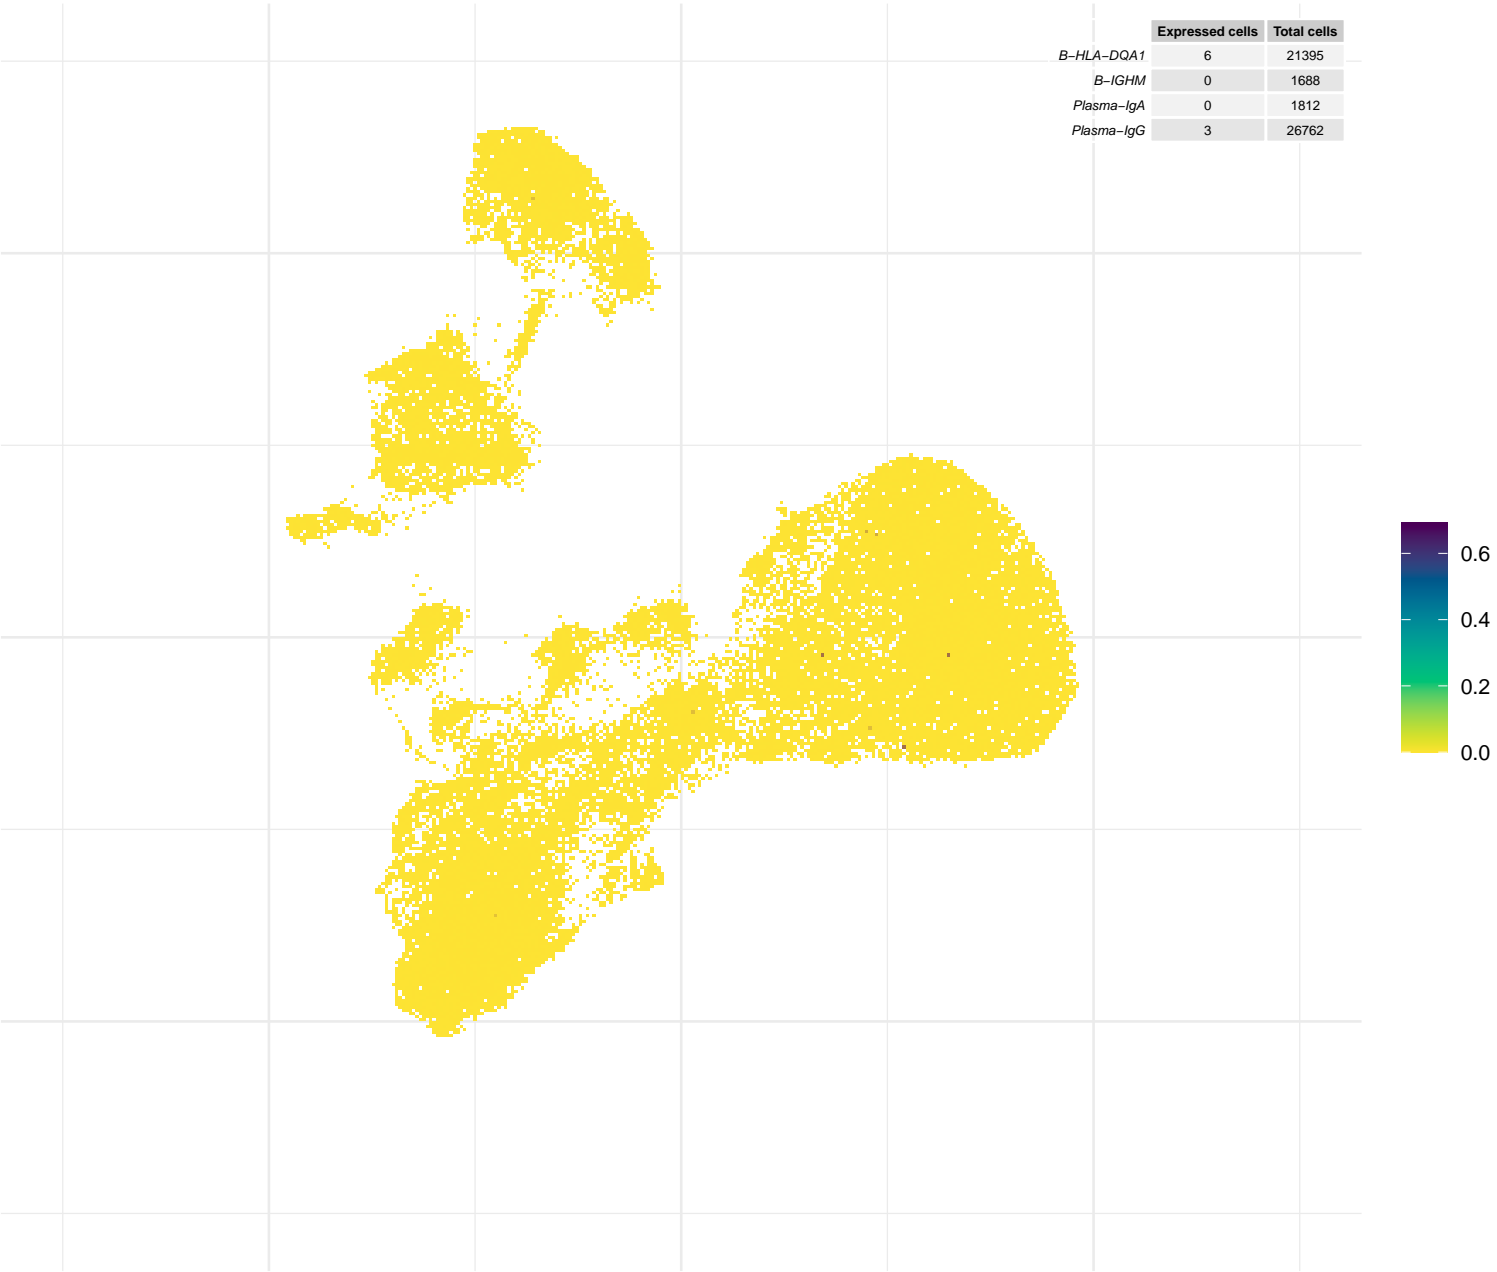 Expressed cells Total cells
B−HLA−DQA1 6 21395
B−IGHM 0 1688
Plasma−IgA 0 1812
Plasma−IgG 3 26762
0.6
0.4
0.2
0.0